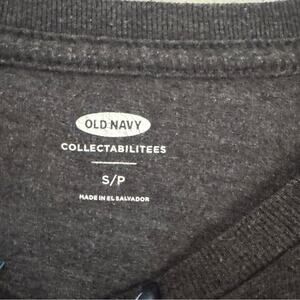 OLD NAVY
COLLECTABILITEES
S/P
MADE IN EL SALVADOR